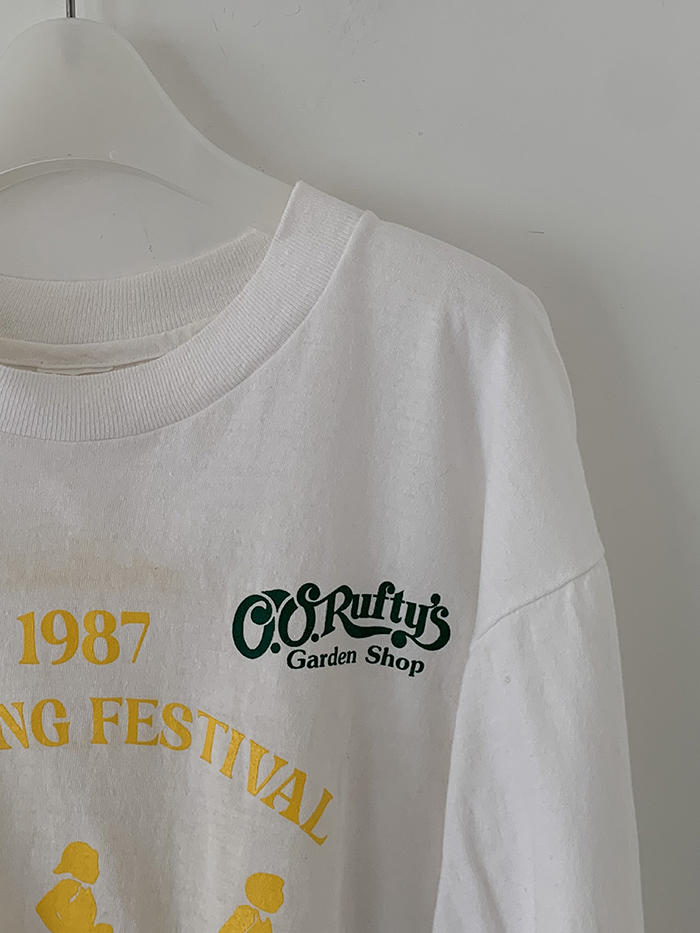 1987
NG FESTIVAL
O.S. Rufty's
Garden Shop